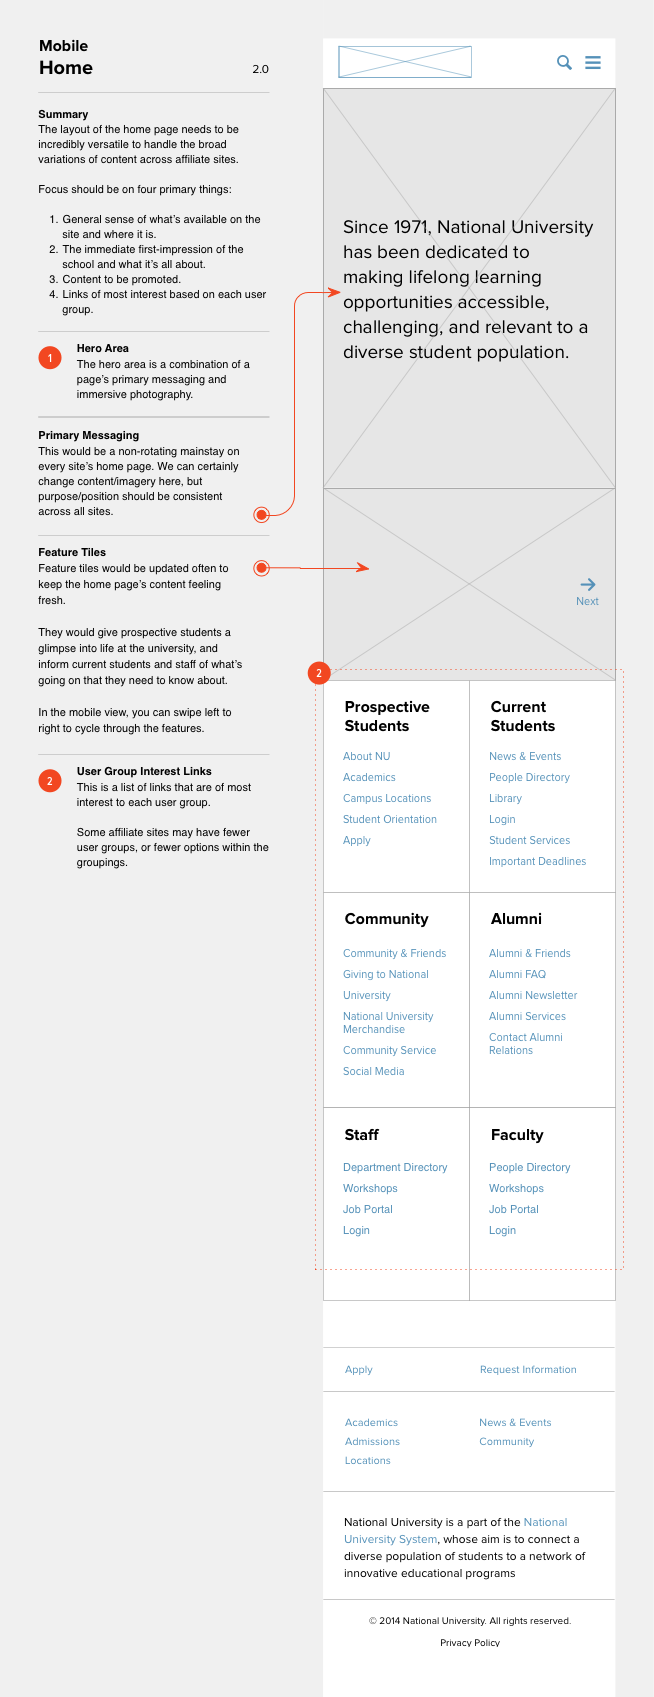 Mobile
Home
2.0
Summary
The layout of the home page needs to be
incredibly versatile to handle the broad
variations of content across affiliate sites.
Focus should be on four primary things:
1. General sense of what's available on the
site and where it is.
2. The immediate first-impression of the
school and what it's all about.
3. Content to be promoted.
4. Links of most interest based on each user
group.
1
Hero Area
The hero area is a combination of a
page's primary messaging and
immersive photography.
Primary Messaging
This would be a non-rotating mainstay on
every site's home page. We can certainly
change content/imagery here, but
purpose/position should be consistent
across all sites.
Feature Tiles
Feature tiles would be updated often to
keep the home page's content feeling
fresh.
They would give prospective students a
glimpse into life at the university, and
inform current students and staff of what's
going on that they need to know about.
In the mobile view, you can swipe left to
right to cycle through the features.
2
User Group Interest Links
This is a list of links that are of most
interest to each user group.
Some affiliate sites may have fewer
user groups, or fewer options within the
groupings.
Since 1971, National University
has been dedicated to
making lifelong learning
opportunities accessible,
challenging, and relevant to a
diverse student population.
Next
2
Prospective
Students
About NU
Academics
Campus Locations
Student Orientation
Apply
Current
Students
News & Events
People Directory
Library
Login
Student Services
Important Deadlines
Community
Community & Friends
Giving to National
University
National University
Merchandise
Community Service
Social Media
Alumni
Alumni & Friends
Alumni FAQ
Alumni Newsletter
Alumni Services
Contact Alumni
Relations
Staff
Department Directory
Workshops
Job Portal
Login
Faculty
People Directory
Workshops
Job Portal
Login
Apply
Request Information
Academics
Admissions
Locations
News & Events
Community
National University is a part of the National
University System, whose aim is to connect a
diverse population of students to a network of
innovative educational programs
© 2014 National University. All rights reserved.
Privacy Policy